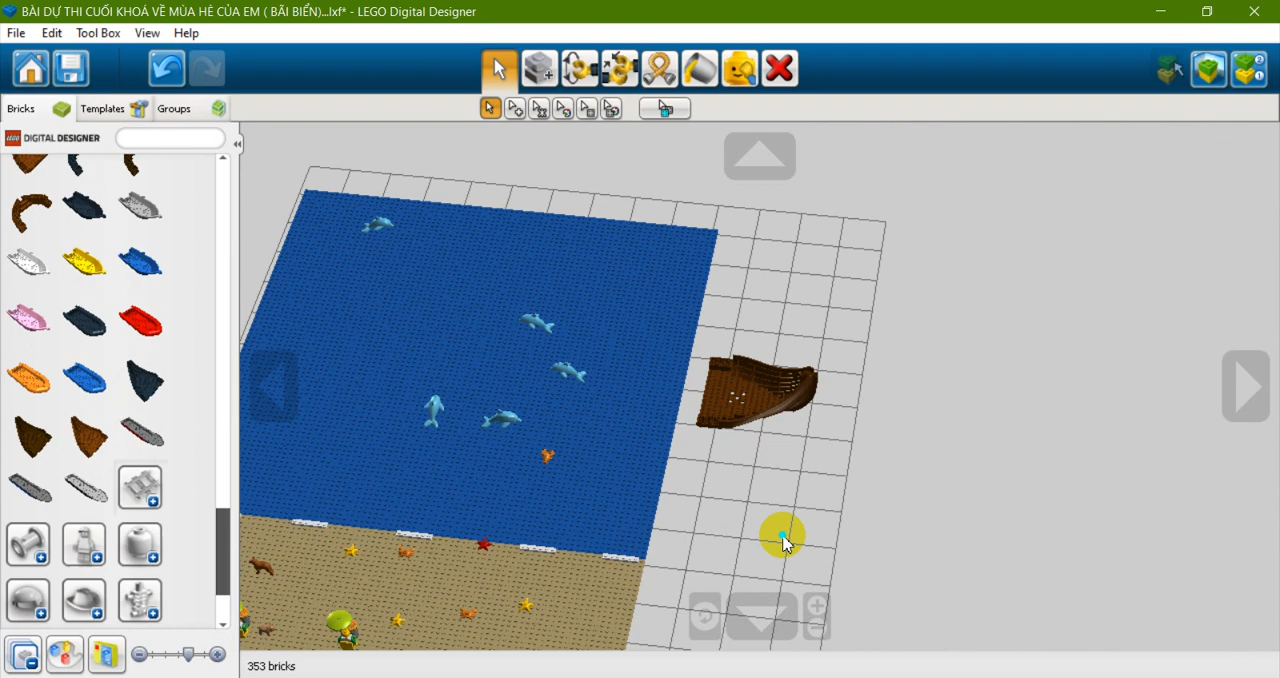 BÀI DỰ THI CUỐI KHOÁ VỀ MÙA HÈ CỦA EM ( BÃI BIỂN)...lxf* - LEGO Digital Designer
File Edit Tool Box View Help
Bricks Templates Groups
LEGO DIGITAL DESIGNER
353 bricks